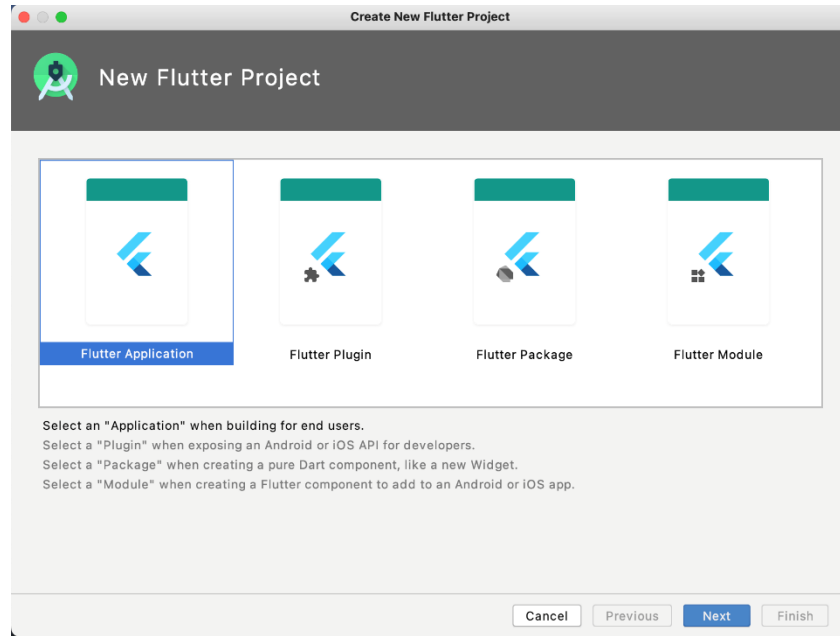 Create New Flutter Project
New Flutter Project
Flutter Application
Flutter Plugin
Flutter Package
Flutter Module
Select an "Application" when building for end users.
Select a "Plugin" when exposing an Android or iOS API for developers.
Select a "Package" when creating a pure Dart component, like a new Widget.
Select a "Module" when creating a Flutter component to add to an Android or iOS app.
Cancel
Previous
Next
Finish